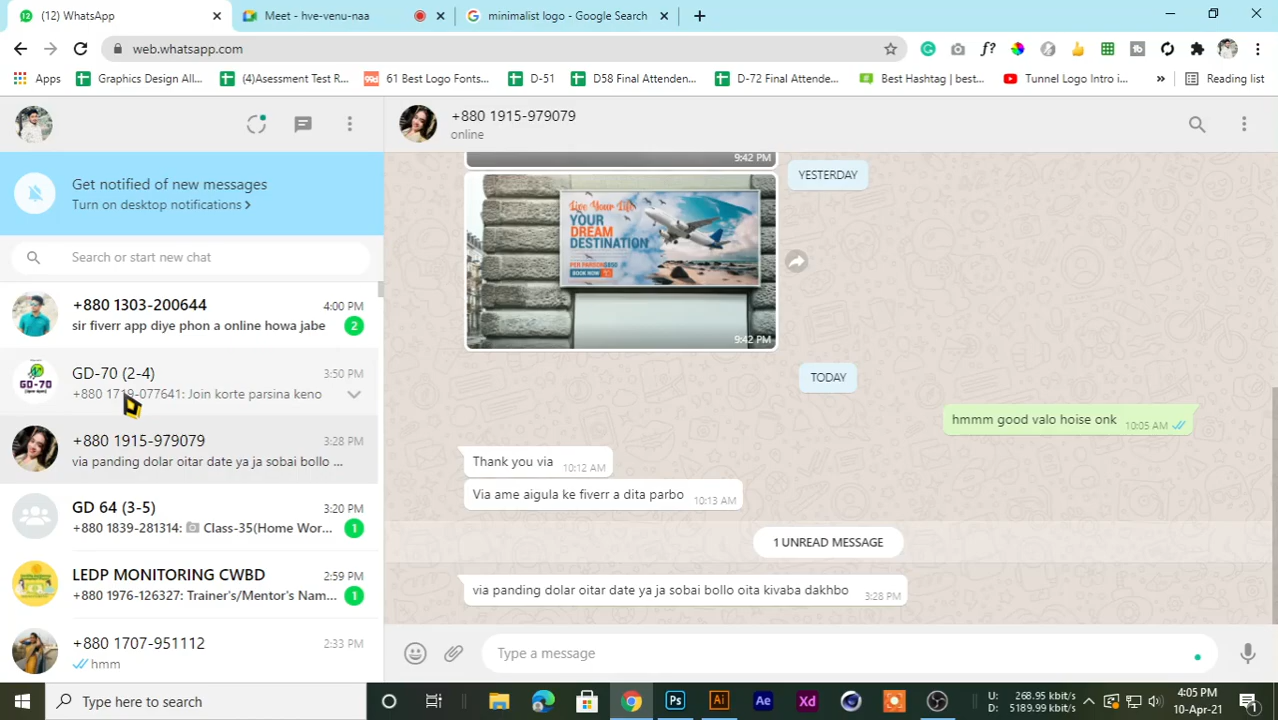 (12) WhatsApp
Meet - hve-venu-naa
minimalist logo - Google Search
web.whatsapp.com
Apps
Graphics Design All...
(4)Asessment Test R...
61 Best Logo Fonts...
D-51
D58 Final Attenden...
D-72 Final Attende...
Best Hashtag | best...
Tunnel Logo Intro i...
»
Reading list
+880 1915-979079
online
Get notified of new messages
Turn on desktop notifications >
Search or start new chat
+880 1303-200644
4:00 PM
sir fiverr app diye phon a online howa jabe
2
GD-70 (2-4)
3:50 PM
+880 1719-077641: Join korte parsina keno
GD-70
+880 1915-979079
3:28 PM
via panding dolar oitar date ya ja sobai bollo ...
GD 64 (3-5)
3:20 PM
+880 1839-281314: Class-35(Home Wor...
1
LEDP MONITORING CWBD
2:59 PM
+880 1976-126327: Trainer's/Mentor's Nam...
1
+880 1707-951112
2:33 PM
hmm
9:42 PM
YESTERDAY
Live Your Life
YOUR
DREAM
DESTINATION
PER PARSON $850
BOOK NOW
9:42 PM
TODAY
hmmm good valo hoise onk
10:05 AM
Thank you via
10:12 AM
Via ame aigula ke fiverr a dita parbo
10:13 AM
1 UNREAD MESSAGE
via panding dolar oitar date ya ja sobai bollo oita kivaba dakhbo
3:28 PM
Type a message
Type here to search
Ps
Ai
Ae
Xd
U: 268.95 kbit/s
D: 5189.99 kbit/s
4:05 PM
10-Apr-21
1